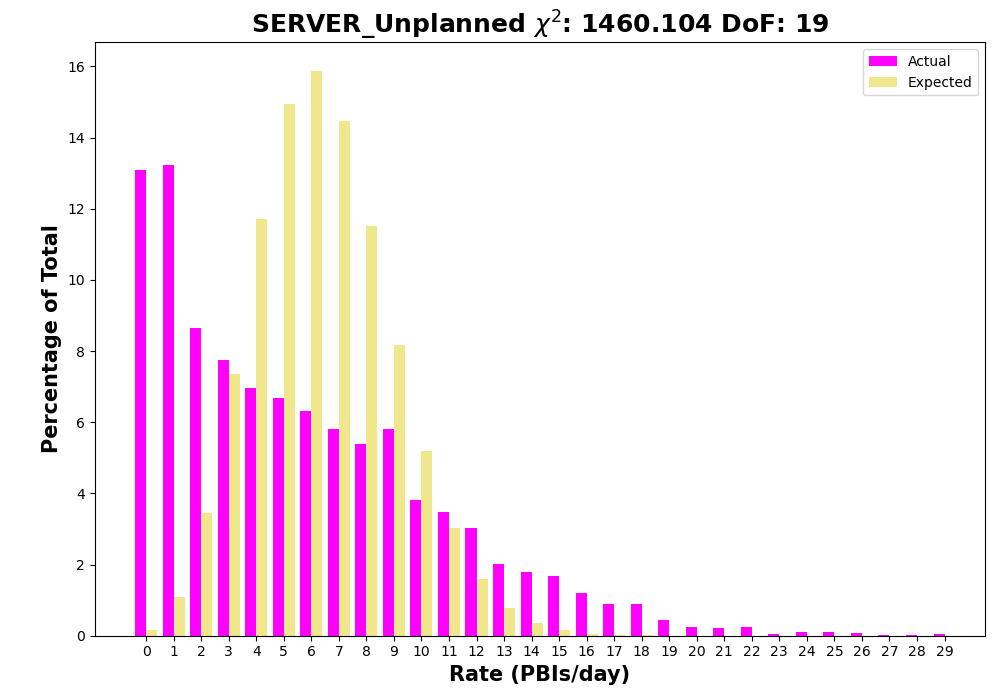 SERVER_Unplanned χ²: 1460.104 DoF: 19
Actual
Expected
16
14
12
10
8
6
4
2
0
Percentage of Total
0 1 2 3 4 5 6 7 8 9 10 11 12 13 14 15 16 17 18 19 20 21 22 23 24 25 26 27 28 29
Rate (PBIs/day)